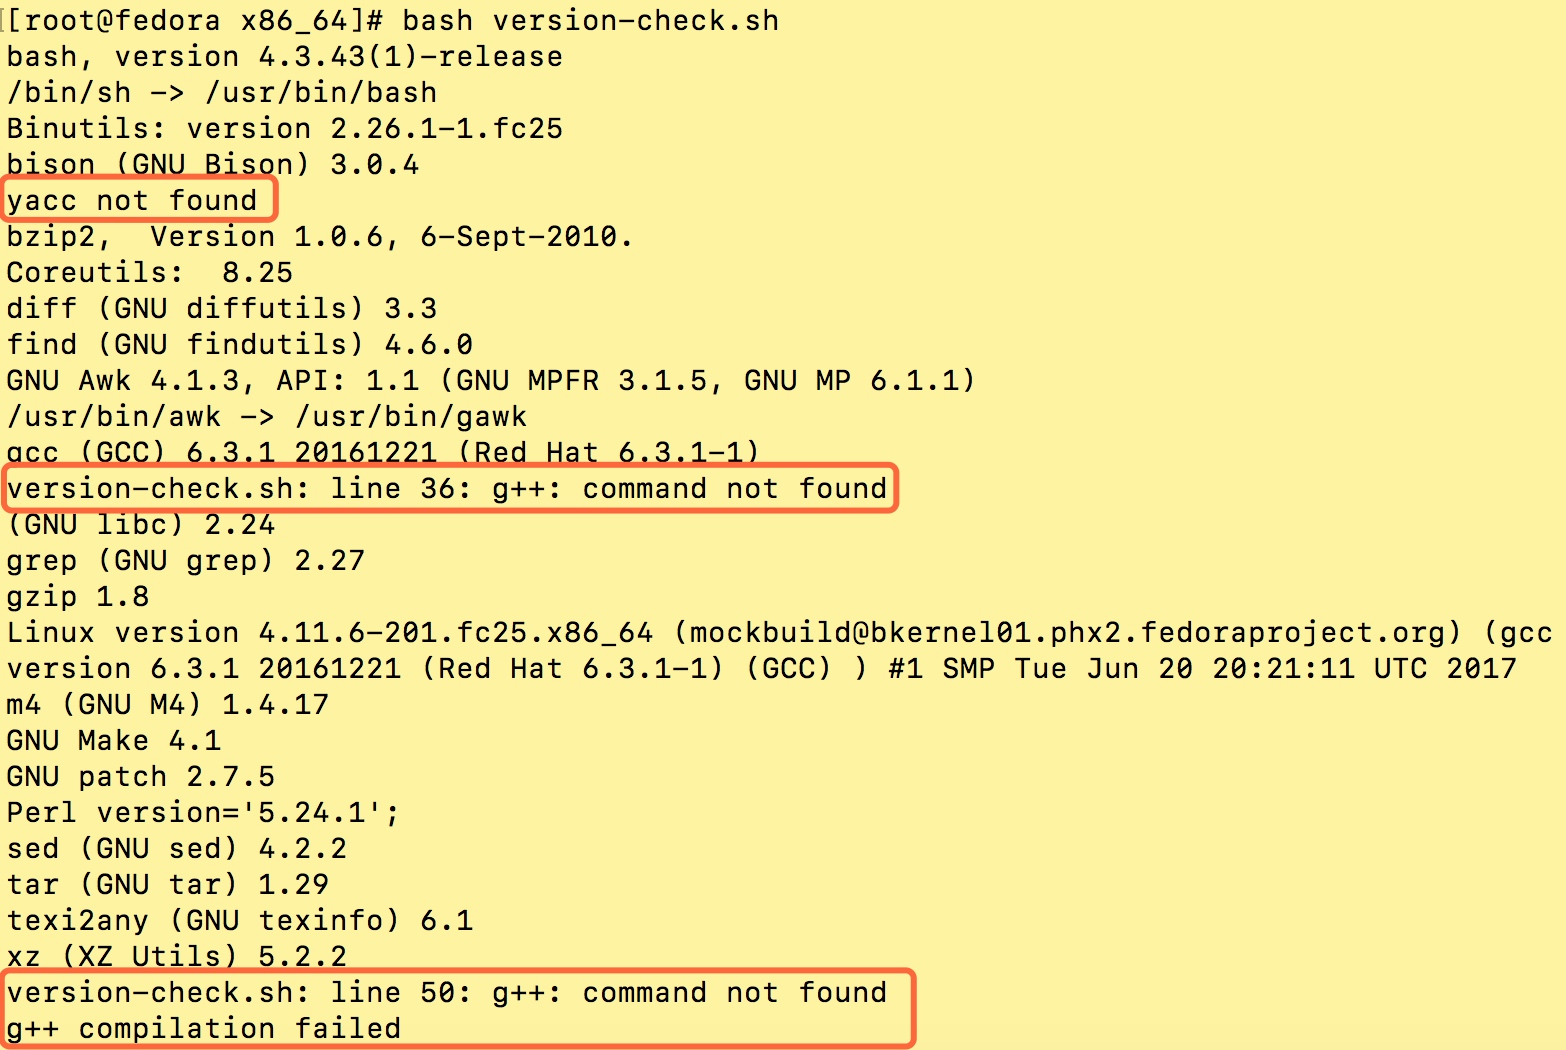 [[root@fedora x86_64]# bash version-check.sh
bash, version 4.3.43(1)-release
/bin/sh -> /usr/bin/bash
Binutils: version 2.26.1-1.fc25
bison (GNU Bison) 3.0.4
yacc not found
bzip2,  Version 1.0.6, 6-Sept-2010.
Coreutils:  8.25
diff (GNU diffutils) 3.3
find (GNU findutils) 4.6.0
GNU Awk 4.1.3, API: 1.1 (GNU MPFR 3.1.5, GNU MP 6.1.1)
/usr/bin/awk -> /usr/bin/gawk
gcc (GCC) 6.3.1 20161221 (Red Hat 6.3.1-1)
version-check.sh: line 36: g++: command not found
(GNU libc) 2.24
grep (GNU grep) 2.27
gzip 1.8
Linux version 4.11.6-201.fc25.x86_64 (mockbuild@bkernel01.phx2.fedoraproject.org) (gcc
version 6.3.1 20161221 (Red Hat 6.3.1-1) (GCC) ) #1 SMP Tue Jun 20 20:21:11 UTC 2017
m4 (GNU M4) 1.4.17
GNU Make 4.1
GNU patch 2.7.5
Perl version='5.24.1';
sed (GNU sed) 4.2.2
tar (GNU tar) 1.29
texi2any (GNU texinfo) 6.1
xz (XZ Utils) 5.2.2
version-check.sh: line 50: g++: command not found
g++ compilation failed